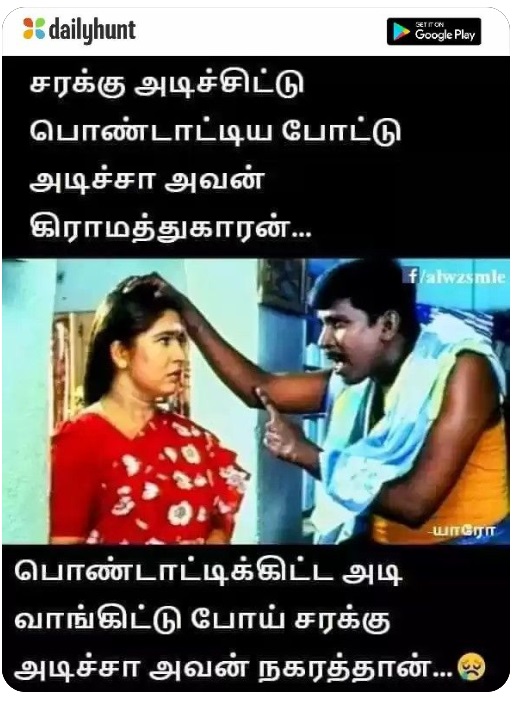 dailyhunt
GET IT ON
Google Play
சரக்கு அடிச்சிட்டு
பொண்டாட்டிய போட்டு
அடிச்சா அவன்
கிராமத்துகாரன்...
f/alwzsmle
-யாரோ
பொண்டாட்டிக்கிட்ட அடி
வாங்கிட்டு போய் சரக்கு
அடிச்சா அவன் நகரத்தான்...😢